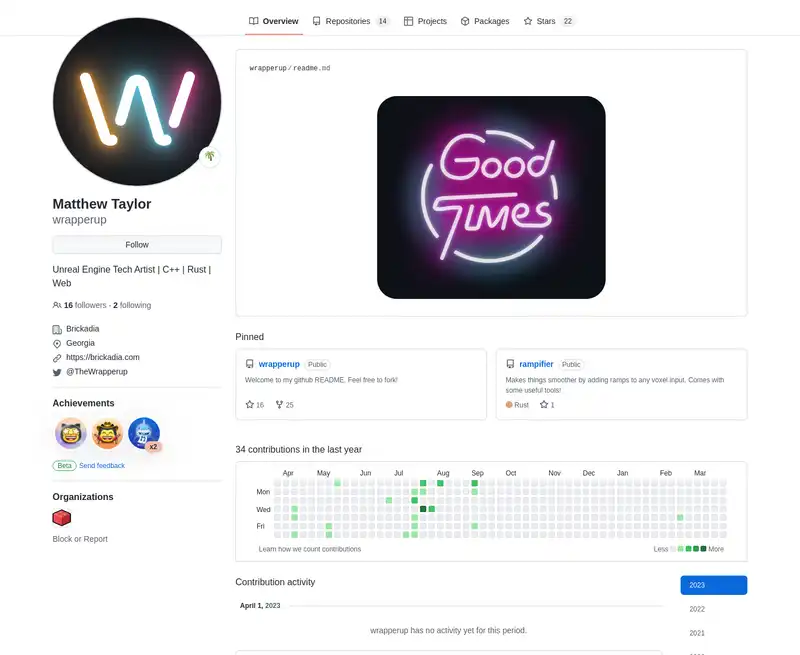 Overview
Repositories 14
Projects
Packages
Stars 22
W
Matthew Taylor
wrapperup
Follow
Unreal Engine Tech Artist | C++ | Rust |
Web
16 followers · 2 following
Brickadia
Georgia
https://brickadia.com
@TheWrapperup
Achievements
x2
Beta Send feedback
Organizations
Block or Report
wrapperup/readme.md
Good
Times
Pinned
wrapperup Public
Welcome to my github README. Feel free to fork!
16 25
rampifier Public
Makes things smoother by adding ramps to any voxel input. Comes with
some useful tools!
Rust 1
34 contributions in the last year
Apr May Jun Jul Aug Sep Oct Nov Dec Jan Feb Mar
Mon
Wed
Fri
Learn how we count contributions
Less More
Contribution activity
2023
2022
2021
April 1, 2023
wrapperup has no activity yet for this period.